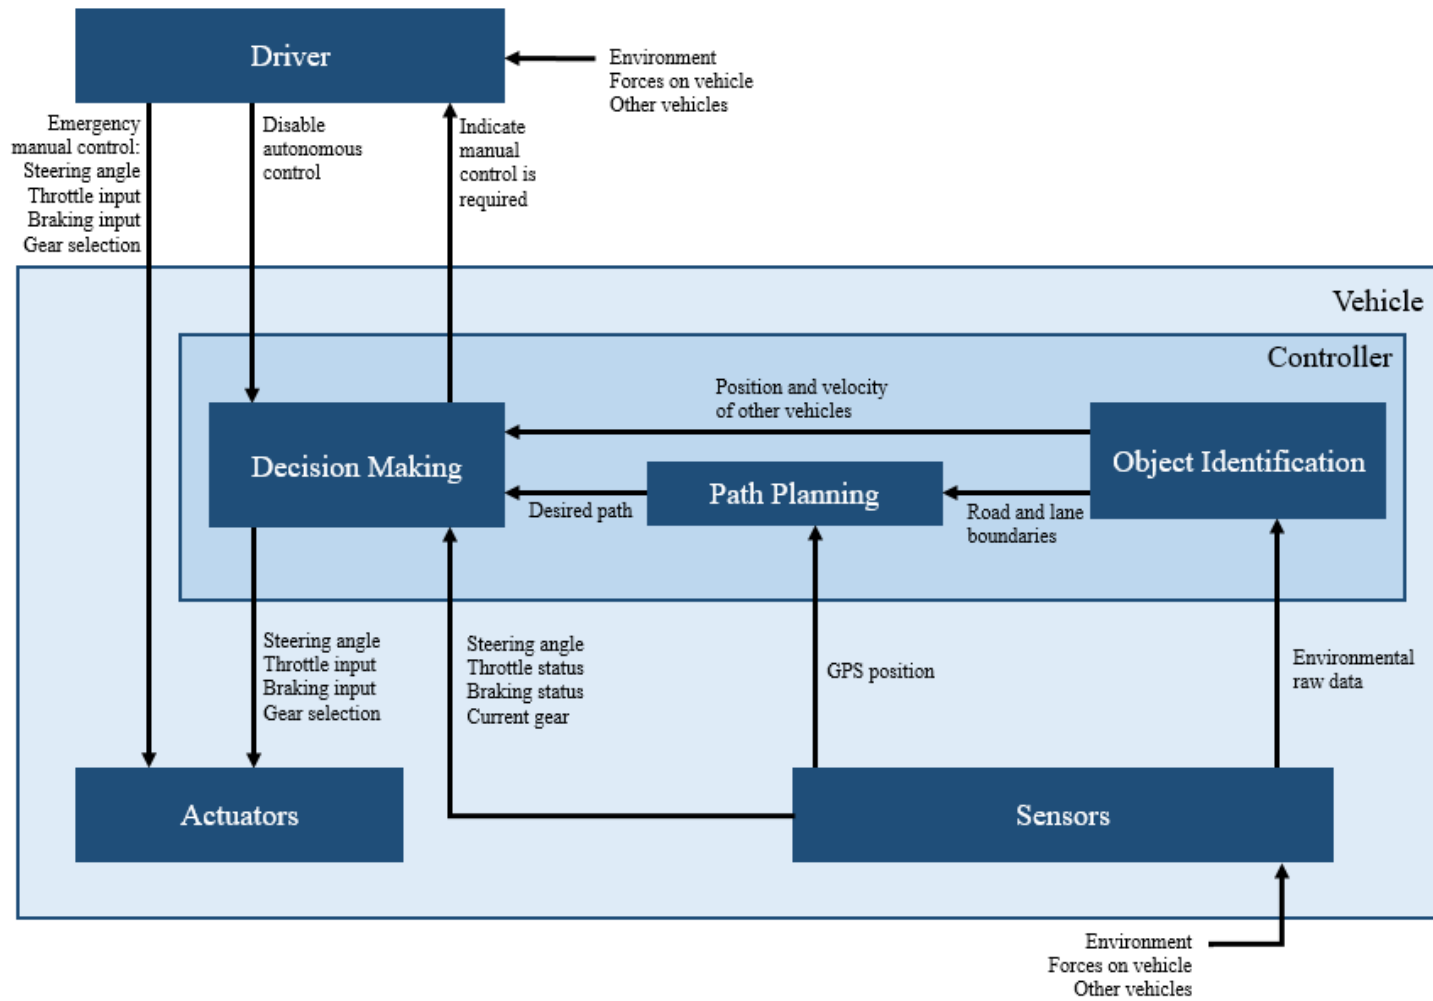 Driver
Environment
Forces on vehicle
Other vehicles
Emergency
manual control:
Steering angle
Throttle input
Braking input
Gear selection
Disable
autonomous
control
Indicate
manual
control is
required
Vehicle
Controller
Position and velocity
of other vehicles
Decision Making
Object Identification
Path Planning
Desired path
Road and lane
boundaries
Steering angle
Throttle input
Braking input
Gear selection
Steering angle
Throttle status
Braking status
Current gear
GPS position
Environmental
raw data
Actuators
Sensors
Environment
Forces on vehicle
Other vehicles